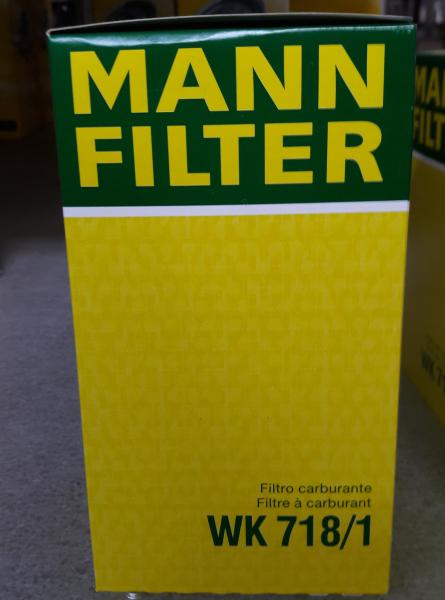 MANN
FILTER
Filtro carburante
Filtre à carburant
WK 718/1